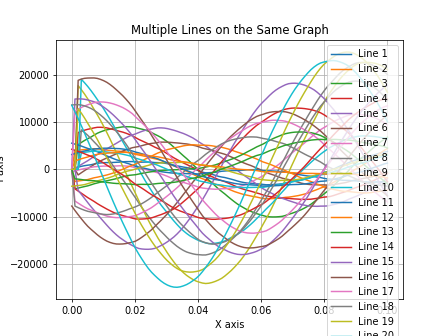 Multiple Lines on the Same Graph
20000
10000
0
−10000
−20000
0.00
0.02
0.04
0.06
X axis
Line 1
Line 2
Line 3
Line 4
Line 5
Line 6
Line 7
Line 8
Line 9
Line 10
Line 11
Line 12
Line 13
Line 14
Line 15
Line 16
Line 17
Line 18
Line 19